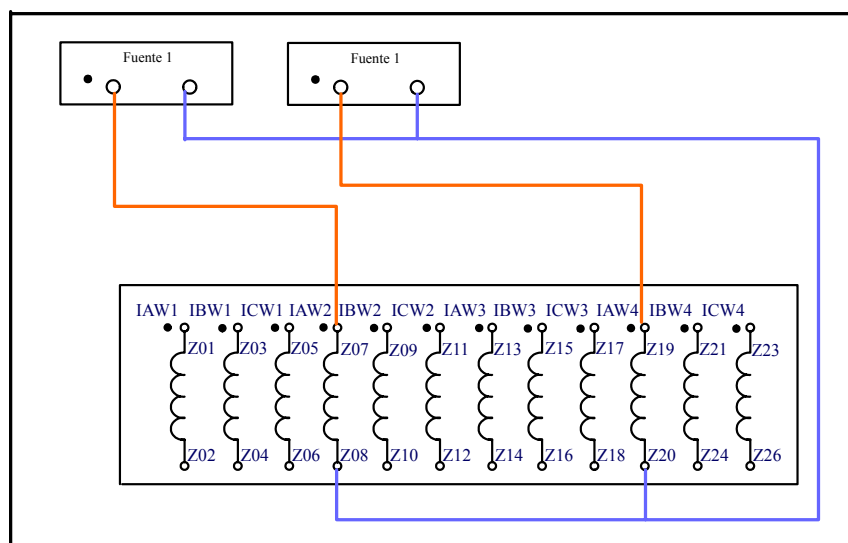 Fuente 1
Fuente 1
IAW1 IBW1 ICW1 IAW2 IBW2 ICW2 IAW3 IBW3 ICW3 IAW4 IBW4 ICW4
Z01 Z03 Z05 Z07 Z09 Z11 Z13 Z15 Z17 Z19 Z21 Z23
Z02 Z04 Z06 Z08 Z10 Z12 Z14 Z16 Z18 Z20 Z24 Z26